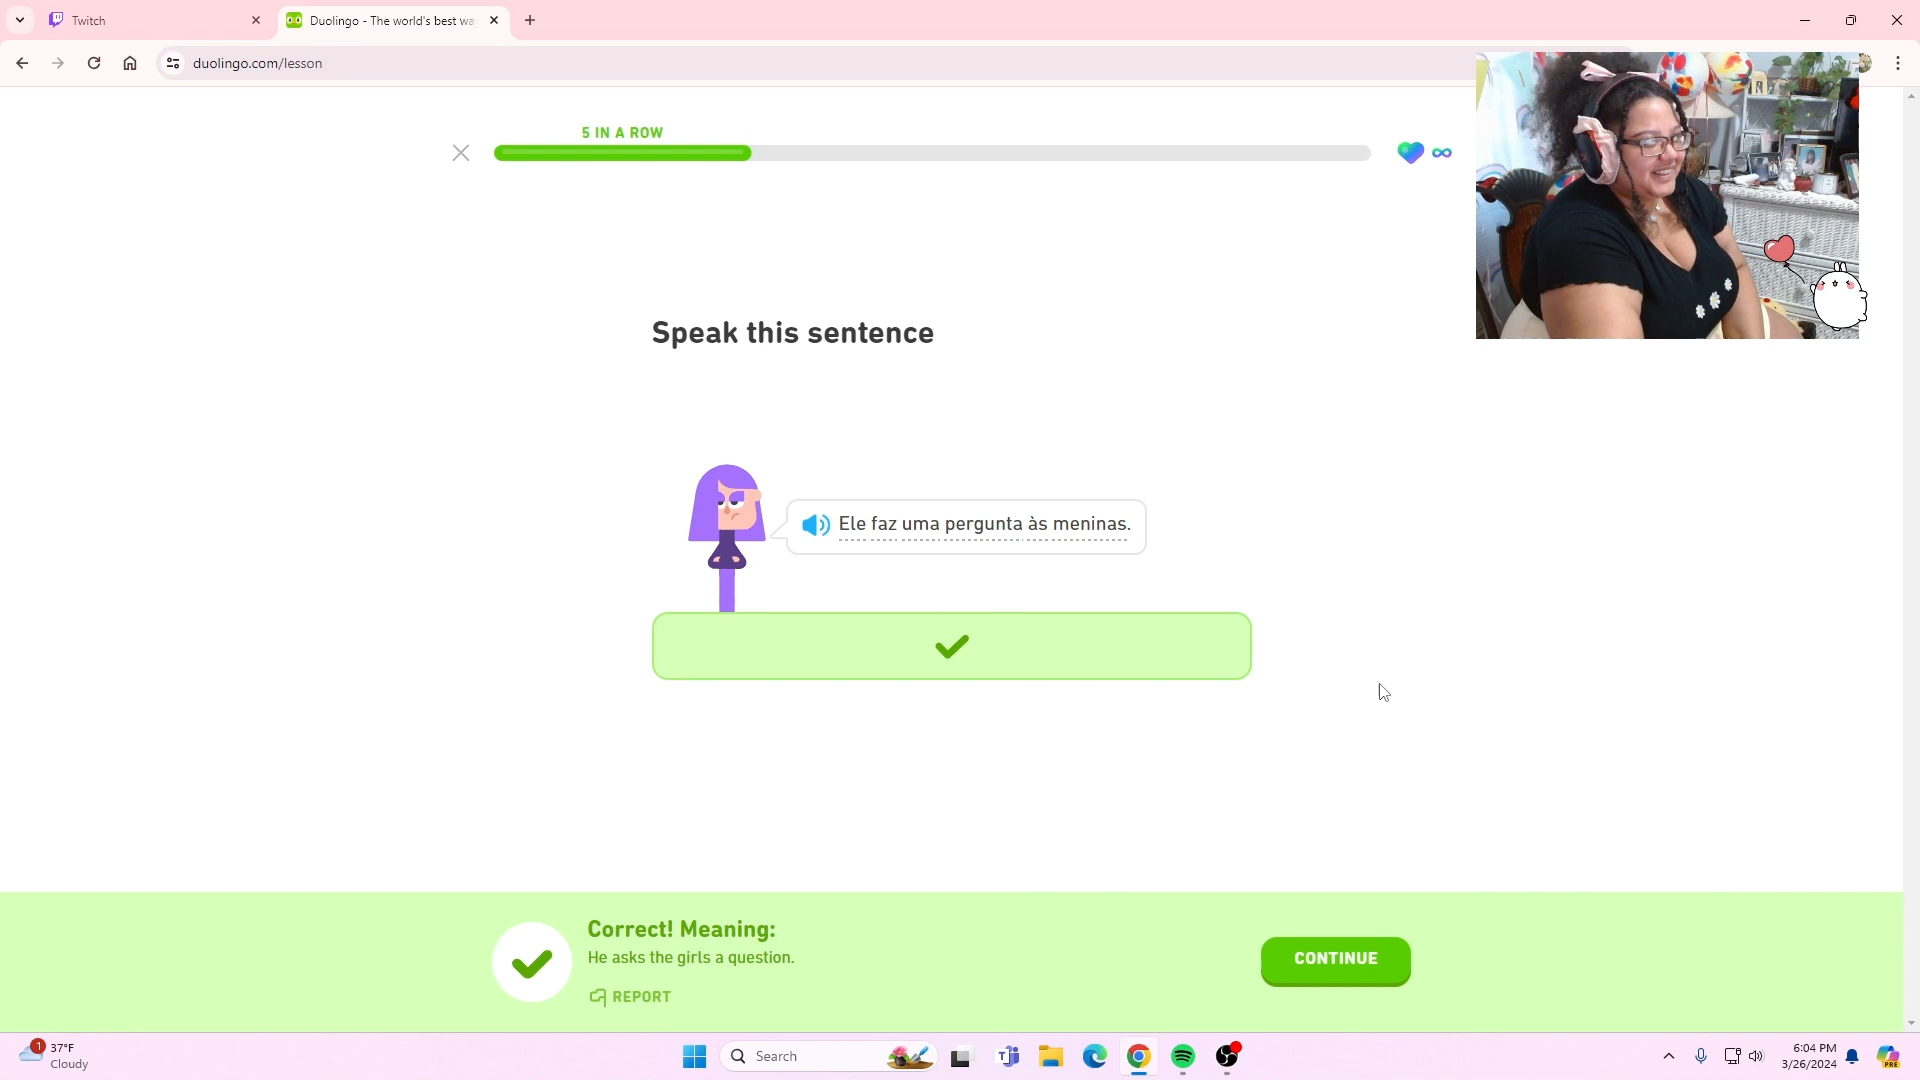 Twitch
Duolingo - The world's best wa
duolingo.com/lesson
5 IN A ROW
Speak this sentence
Ele faz uma pergunta às meninas.
Correct! Meaning:
He asks the girls a question.
REPORT
CONTINUE
1
37°F
Cloudy
Search
6:04 PM
3/26/2024
PRE